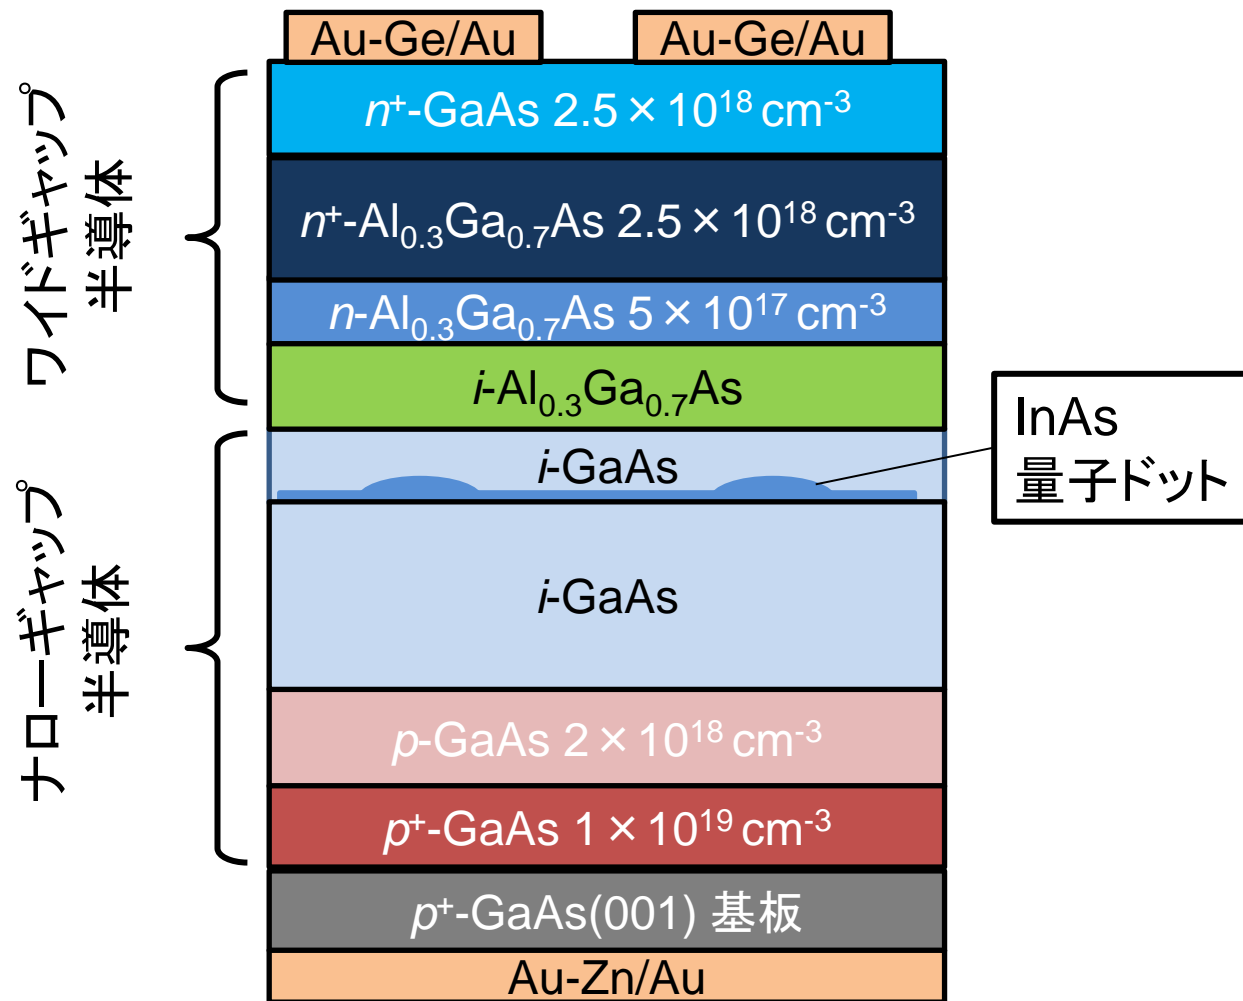 Au-Ge/Au
Au-Ge/Au
n⁺-GaAs 2.5×10¹⁸ cm⁻³
n⁺-Al₀.₃Ga₀.₇As 2.5×10¹⁸ cm⁻³
n-Al₀.₃Ga₀.₇As 5×10¹⁷ cm⁻³
i-Al₀.₃Ga₀.₇As
ワイドギャップ
半導体
i-GaAs
InAs
量子ドット
i-GaAs
p-GaAs 2×10¹⁸ cm⁻³
p⁺-GaAs 1×10¹⁹ cm⁻³
ナローギャップ
半導体
p⁺-GaAs(001) 基板
Au-Zn/Au